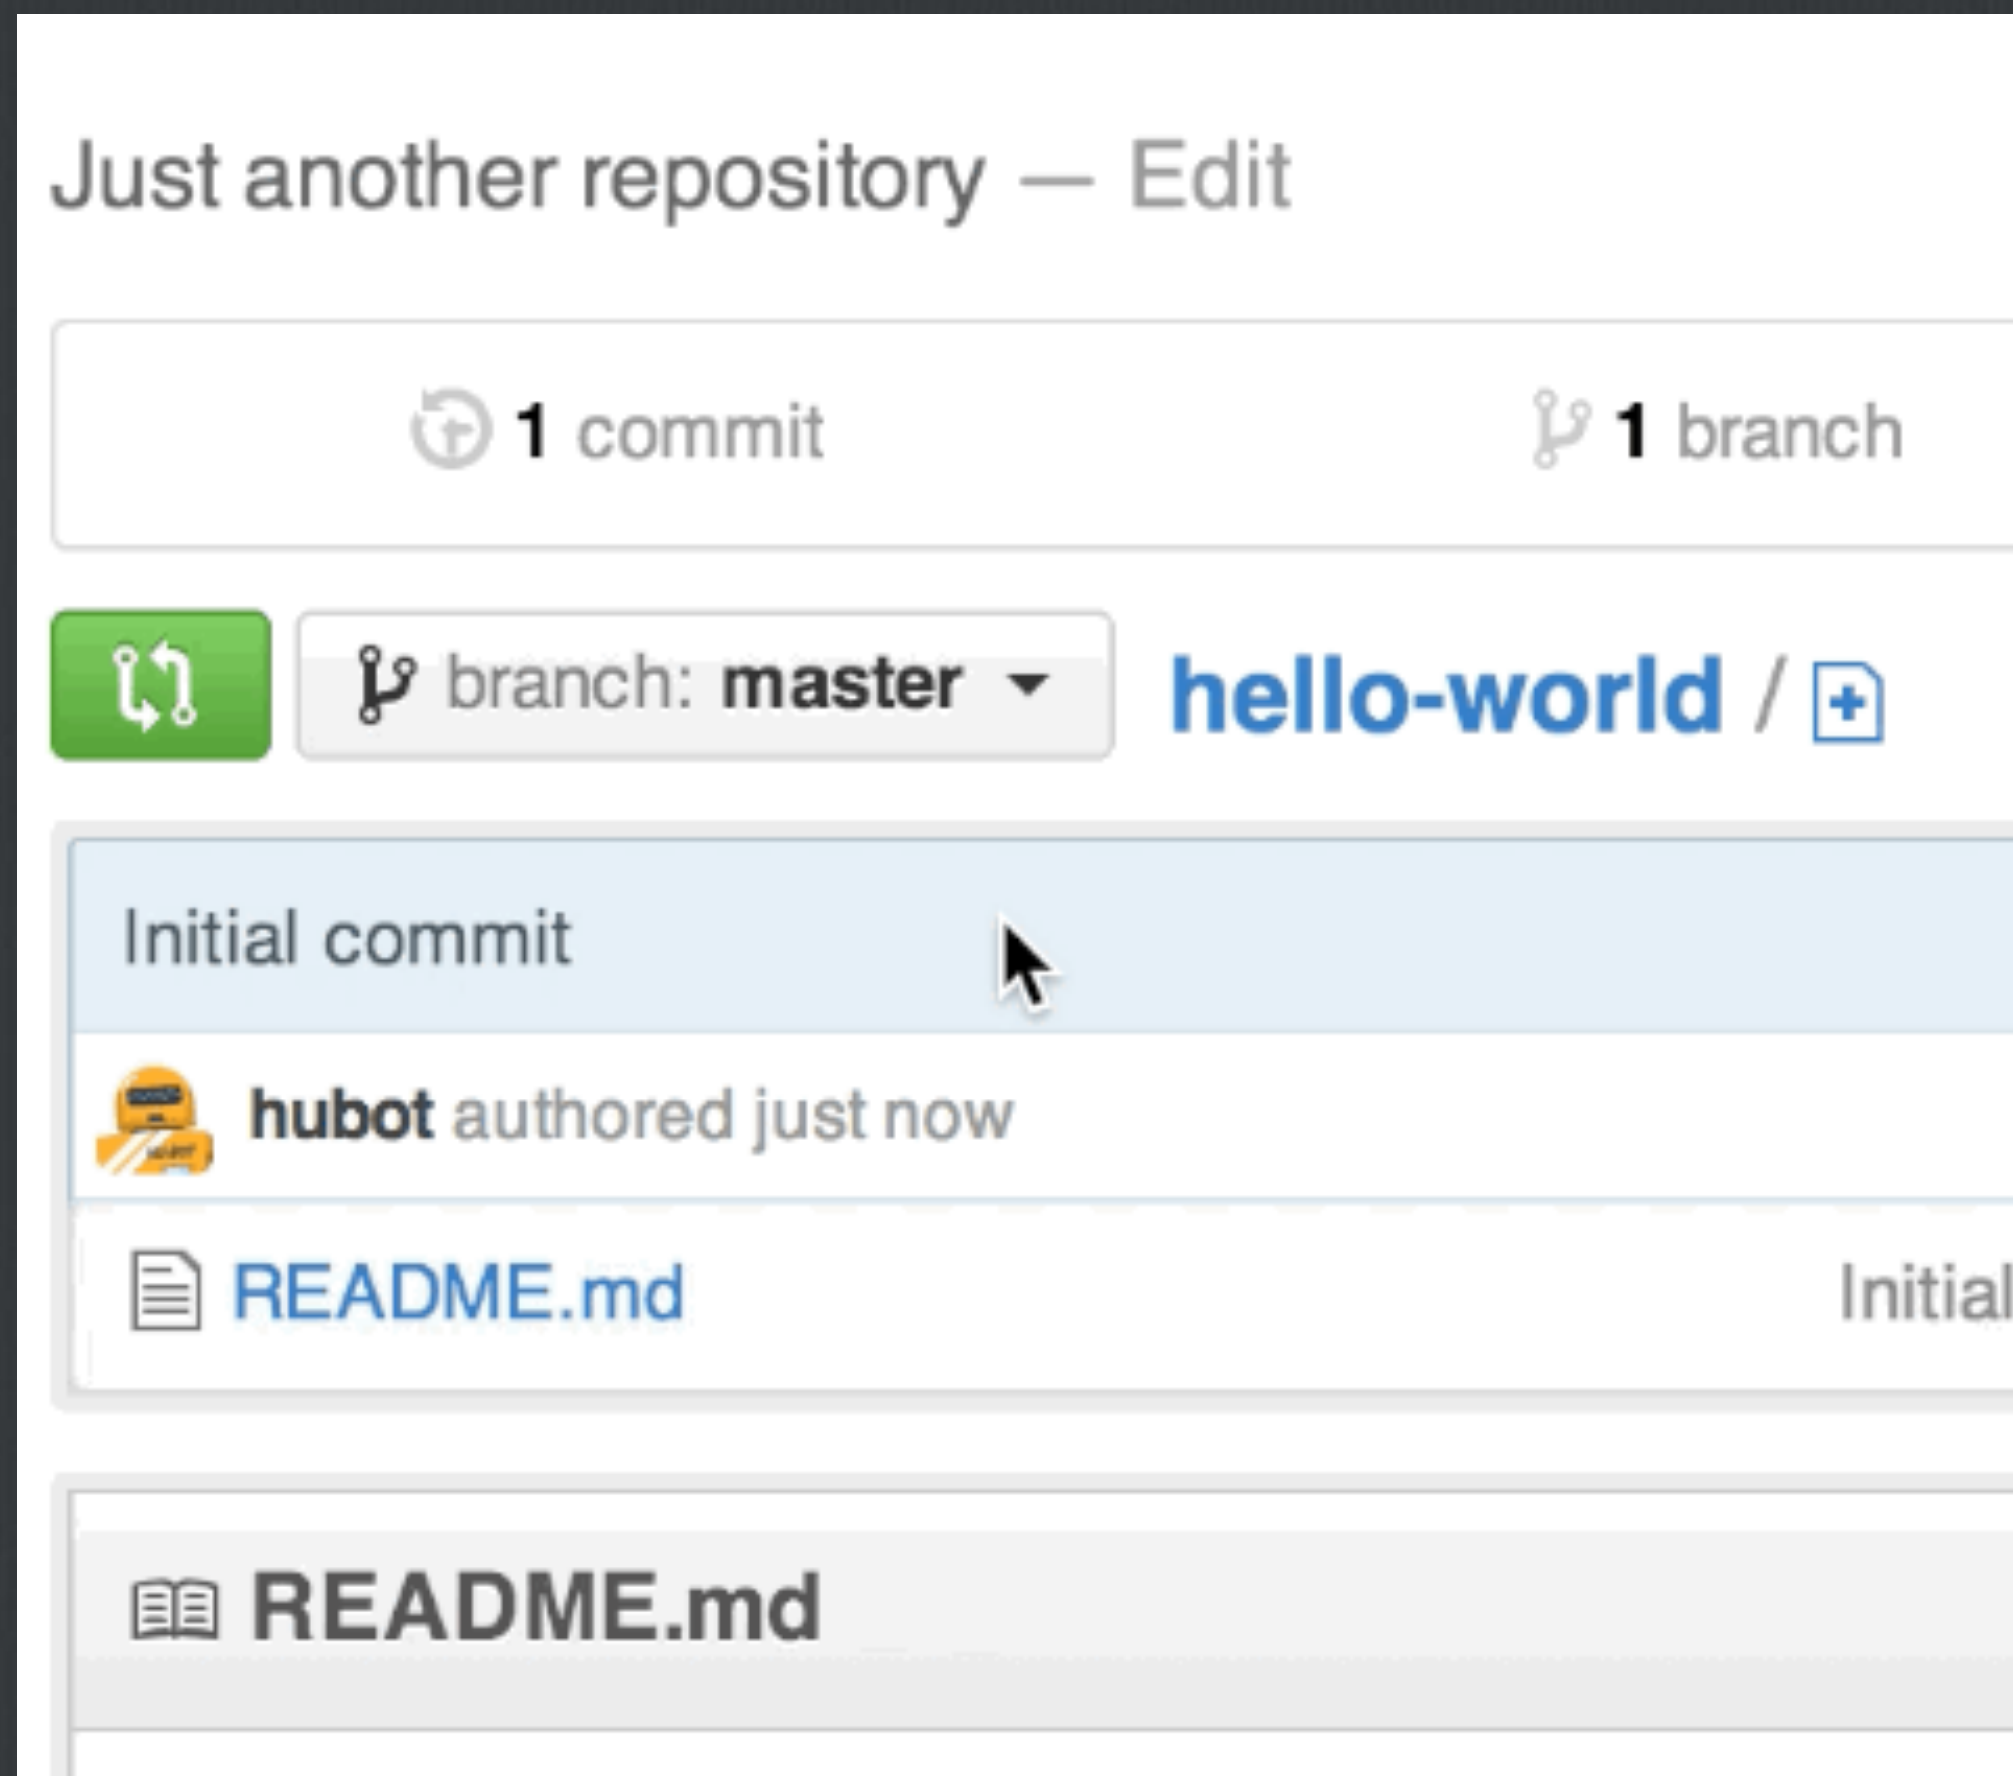 Just another repository — Edit
1 commit
1 branch
branch: master
hello-world /
Initial commit
hubot authored just now
README.md
Initial
README.md